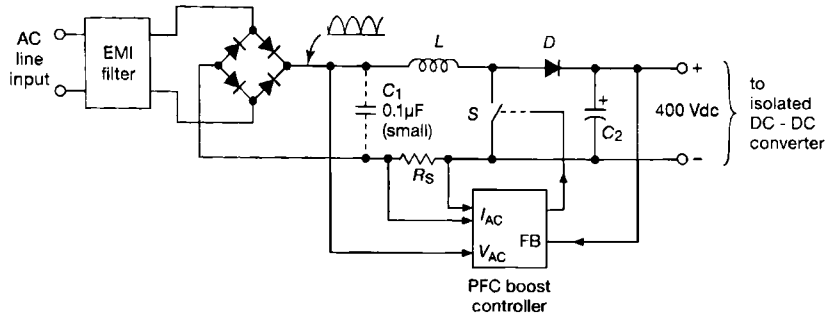 AC
line
input
EMI
filter
L
D
C1
0.1µF
(small)
S
+
C2
+
400 Vdc
−
to
isolated
DC - DC
converter
RS
IAC
VAC
FB
PFC boost
controller